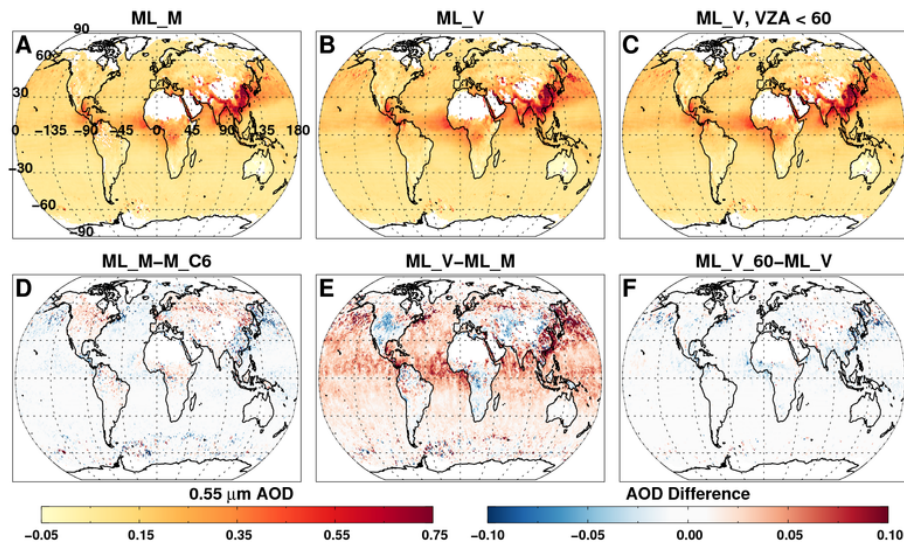 ML_M
ML_V
ML_V, VZA < 60
A
B
C
90
60
30
0 −135 −90 −45 0 45 90 135 180
−30
−60
−90
ML_M−M_C6
ML_V−ML_M
ML_V_60−ML_V
D
E
F
0.55 μm AOD
AOD Difference
−0.05 0.15 0.35 0.55 0.75
−0.10 −0.05 0.00 0.05 0.10